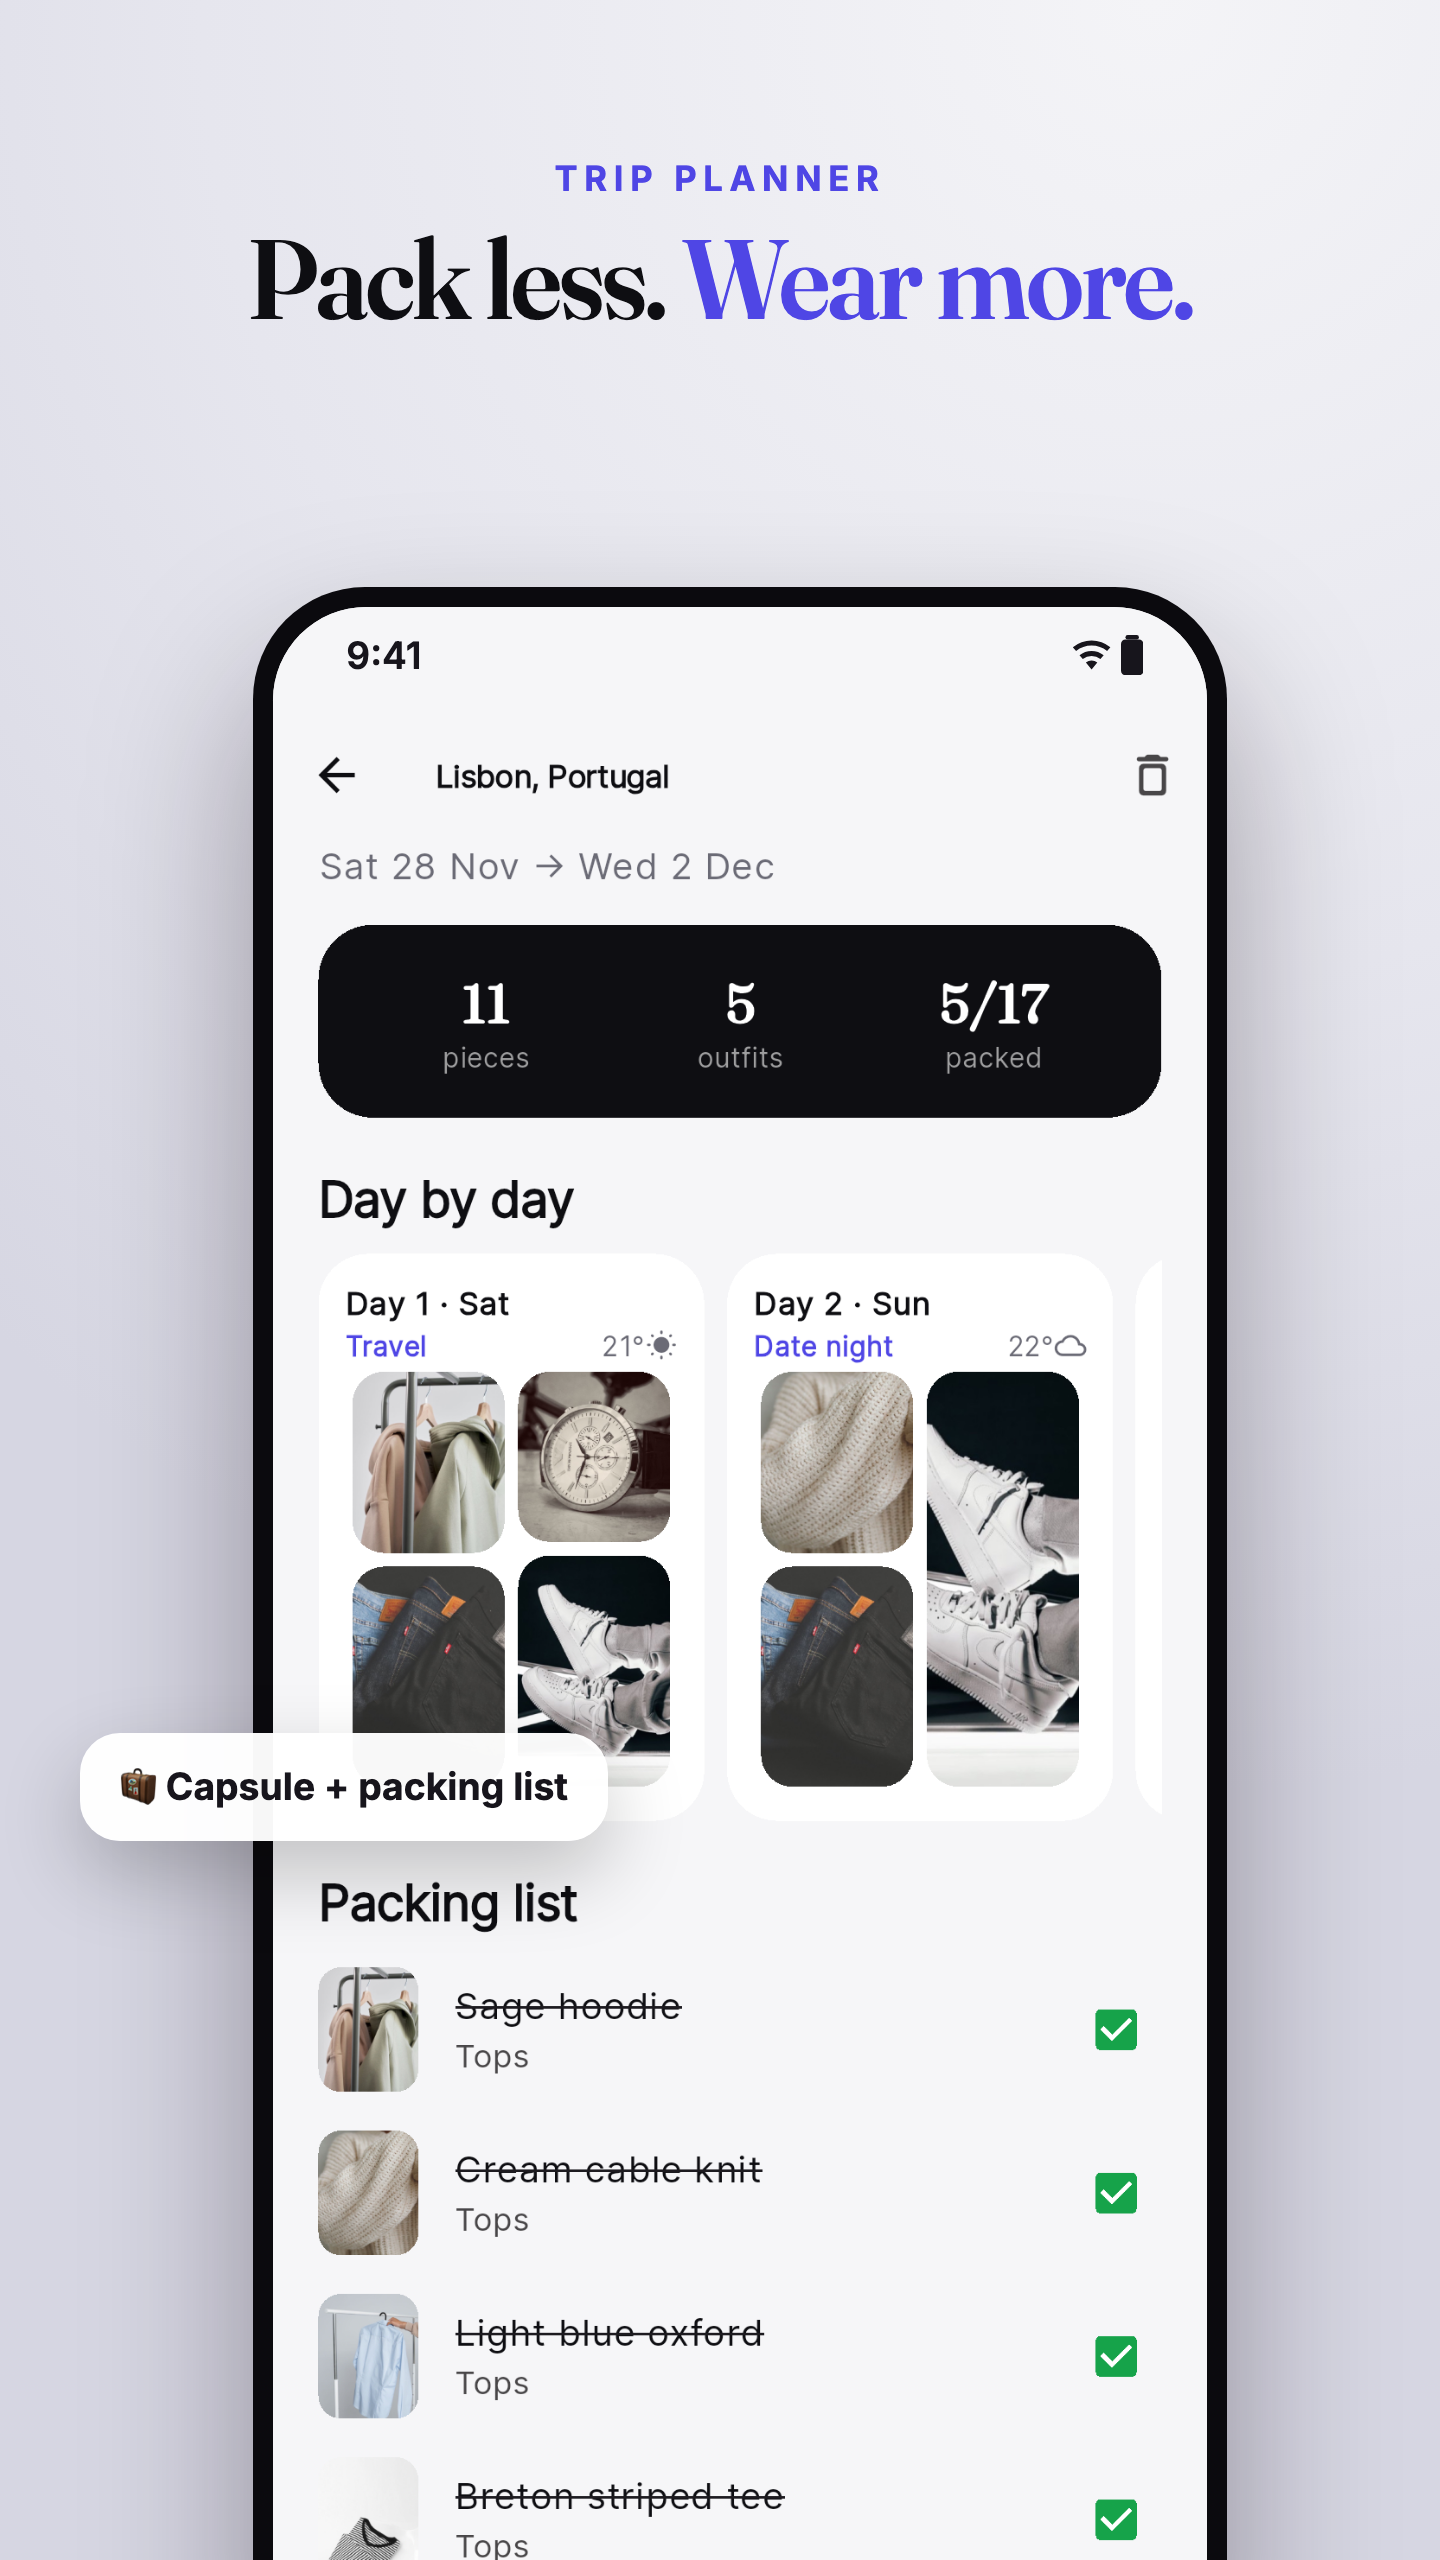 TRIP PLANNER
Pack less. Wear more.
9:41
Lisbon, Portugal
Sat 28 Nov → Wed 2 Dec
11
pieces
5
outfits
5/17
packed
Day by day
Day 1 · Sat
Travel 21°
Day 2 · Sun
Date night 22°
Capsule + packing list
Packing list
Sage hoodie
Tops
Cream cable knit
Tops
Light blue oxford
Tops
Breton striped tee
Tops